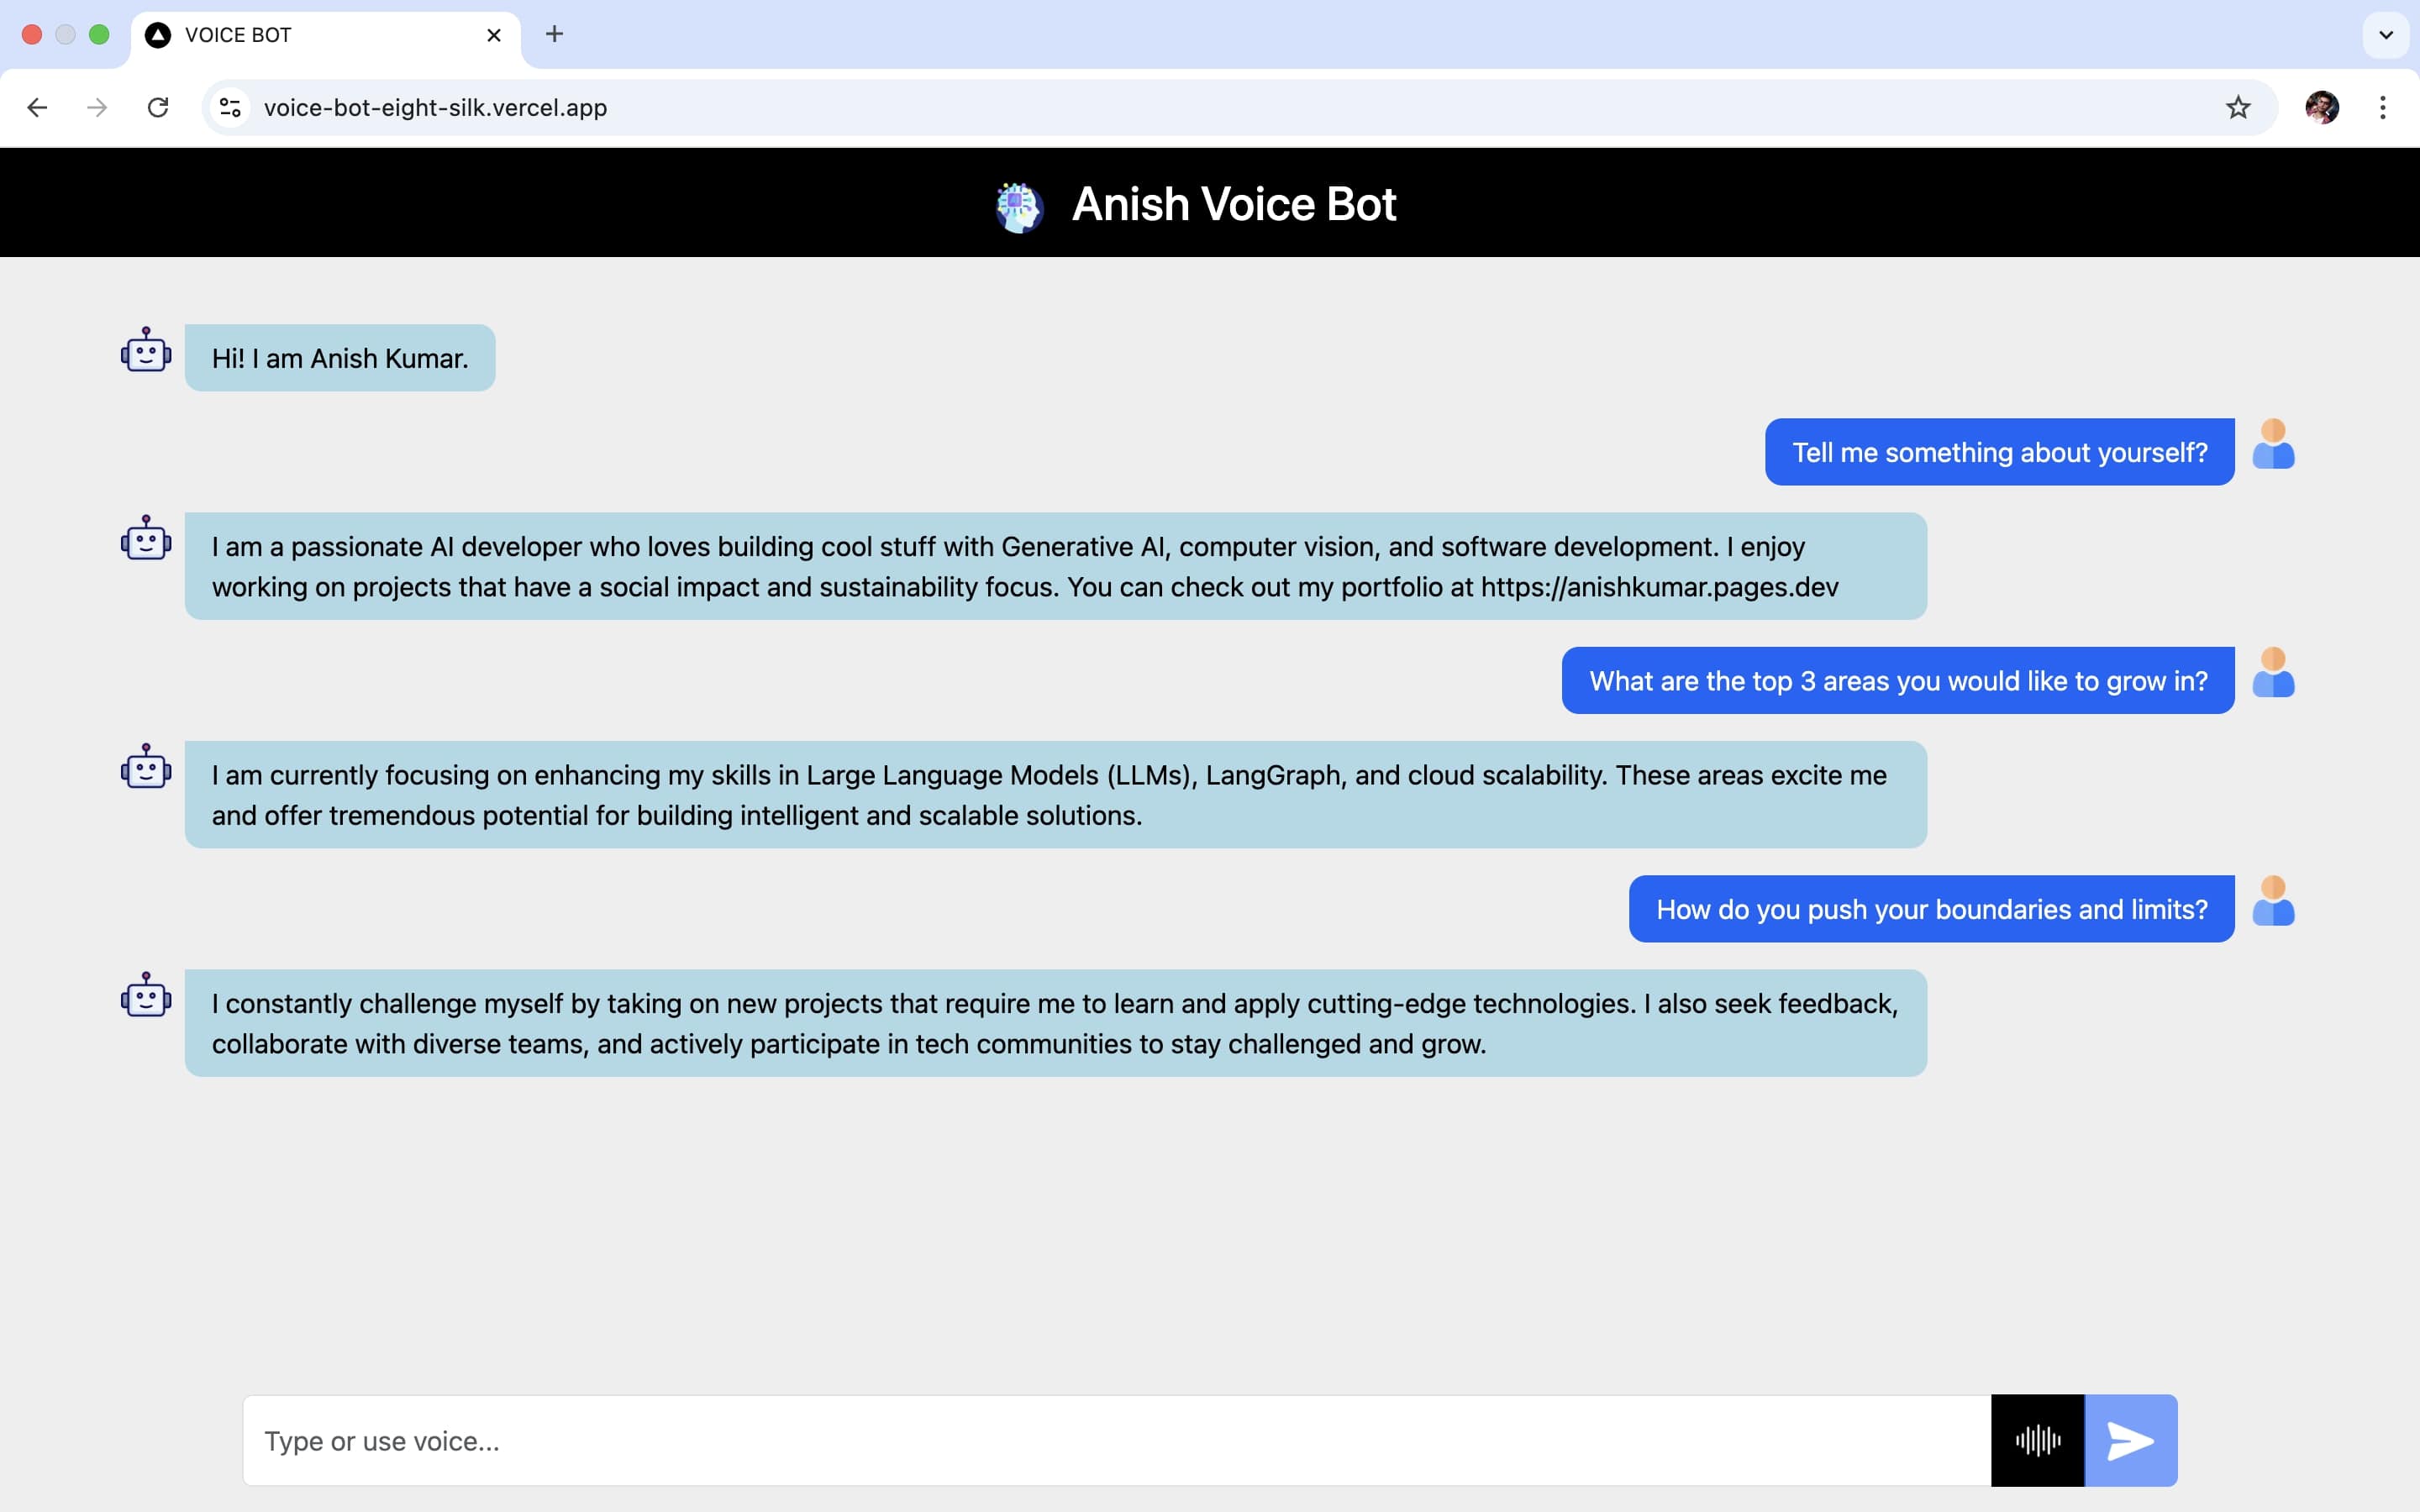 VOICE BOT
voice-bot-eight-silk.vercel.app
Anish Voice Bot
Hi! I am Anish Kumar.
Tell me something about yourself?
I am a passionate AI developer who loves building cool stuff with Generative AI, computer vision, and software development. I enjoy
working on projects that have a social impact and sustainability focus. You can check out my portfolio at https://anishkumar.pages.dev
What are the top 3 areas you would like to grow in?
I am currently focusing on enhancing my skills in Large Language Models (LLMs), LangGraph, and cloud scalability. These areas excite me
and offer tremendous potential for building intelligent and scalable solutions.
How do you push your boundaries and limits?
I constantly challenge myself by taking on new projects that require me to learn and apply cutting-edge technologies. I also seek feedback,
collaborate with diverse teams, and actively participate in tech communities to stay challenged and grow.
Type or use voice...